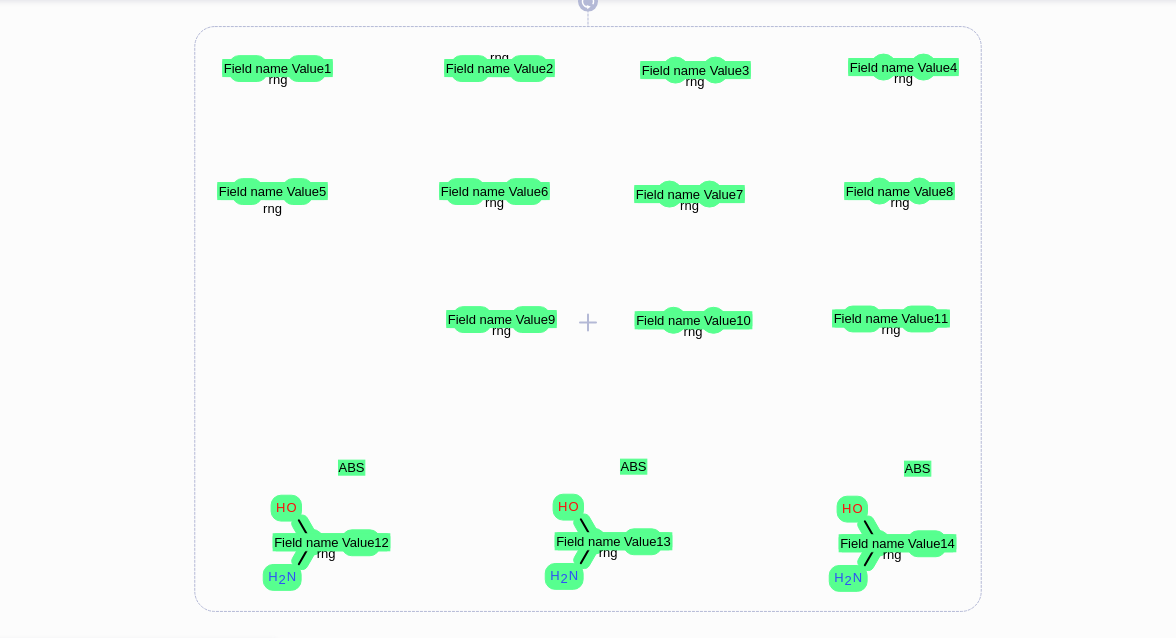 Field name Value1
rng
rng
Field name Value2
Field name Value3
rng
Field name Value4
rng
Field name Value5
rng
Field name Value6
rng
Field name Value7
rng
Field name Value8
rng
Field name Value9
rng
Field name Value10
rng
Field name Value11
rng
ABS
HO
Field name Value12
rng
H2N
ABS
HO
Field name Value13
rng
H2N
ABS
HO
Field name Value14
rng
H2N